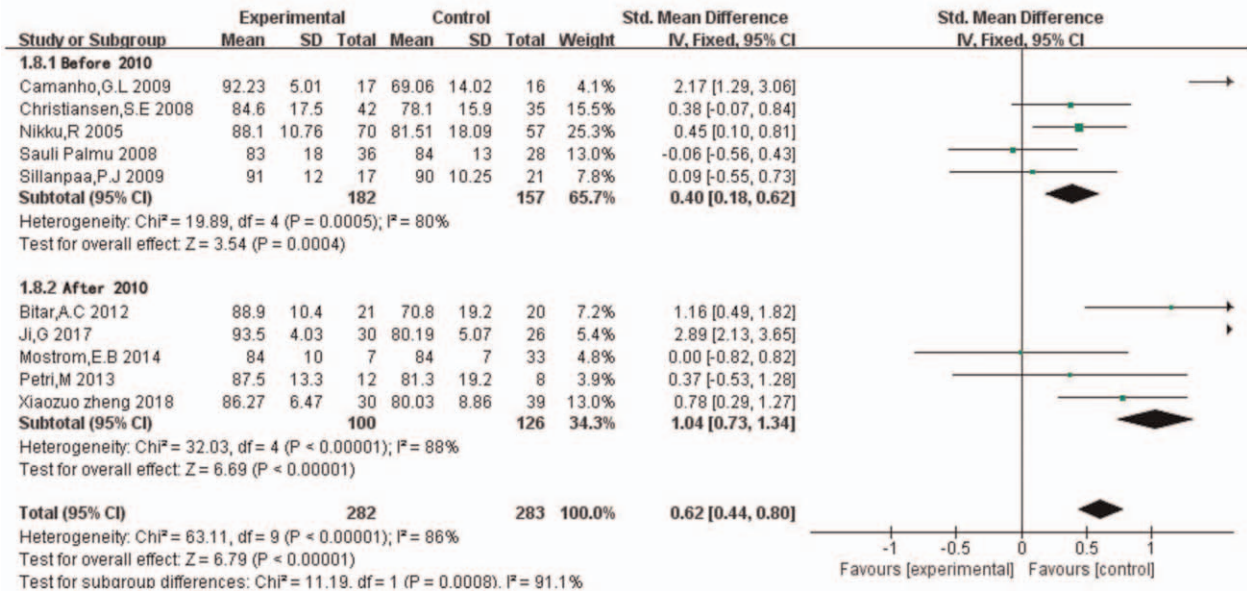 Experimental Control Std. Mean Difference Std. Mean Difference
Study or Subgroup Mean SD Total Mean SD Total Weight IV, Fixed, 95% CI IV, Fixed, 95% CI
1.8.1 Before 2010
Camanho,G.L 2009 92.23 5.01 17 69.06 14.02 16 4.1% 2.17 [1.29, 3.06]
Christiansen,S.E 2008 84.6 17.5 42 78.1 15.9 35 15.5% 0.38 [-0.07, 0.84]
Nikku,R 2005 88.1 10.76 70 81.51 18.09 57 25.3% 0.45 [0.10, 0.81]
Sauli Palmu 2008 83 18 36 84 13 28 13.0% -0.06 [-0.56, 0.43]
Sillanpaa,P.J 2009 91 12 17 90 10.25 21 7.8% 0.09 [-0.55, 0.73]
Subtotal (95% CI) 182 157 65.7% 0.40 [0.18, 0.62]
Heterogeneity: Chi² = 19.89, df = 4 (P = 0.0005); I² = 80%
Test for overall effect: Z = 3.54 (P = 0.0004)
1.8.2 After 2010
Bitar,A.C 2012 88.9 10.4 21 70.8 19.2 20 7.2% 1.16 [0.49, 1.82]
Ji,G 2017 93.5 4.03 30 80.19 5.07 26 5.4% 2.89 [2.13, 3.65]
Mostrom,E.B 2014 84 10 7 84 7 33 4.8% 0.00 [-0.82, 0.82]
Petri,M 2013 87.5 13.3 12 81.3 19.2 8 3.9% 0.37 [-0.53, 1.28]
Xiaozuo zheng 2018 86.27 6.47 30 80.03 8.86 39 13.0% 0.78 [0.29, 1.27]
Subtotal (95% CI) 100 126 34.3% 1.04 [0.73, 1.34]
Heterogeneity: Chi² = 32.03, df = 4 (P < 0.00001); I² = 88%
Test for overall effect: Z = 6.69 (P < 0.00001)
Total (95% CI) 282 283 100.0% 0.62 [0.44, 0.80]
Heterogeneity: Chi² = 63.11, df = 9 (P < 0.00001); I² = 86%
Test for overall effect: Z = 6.79 (P < 0.00001)
Test for subgroup differences: Chi² = 11.19, df = 1 (P = 0.0008), I² = 91.1%
-1 -0.5 0 0.5 1
Favours [experimental] Favours [control]